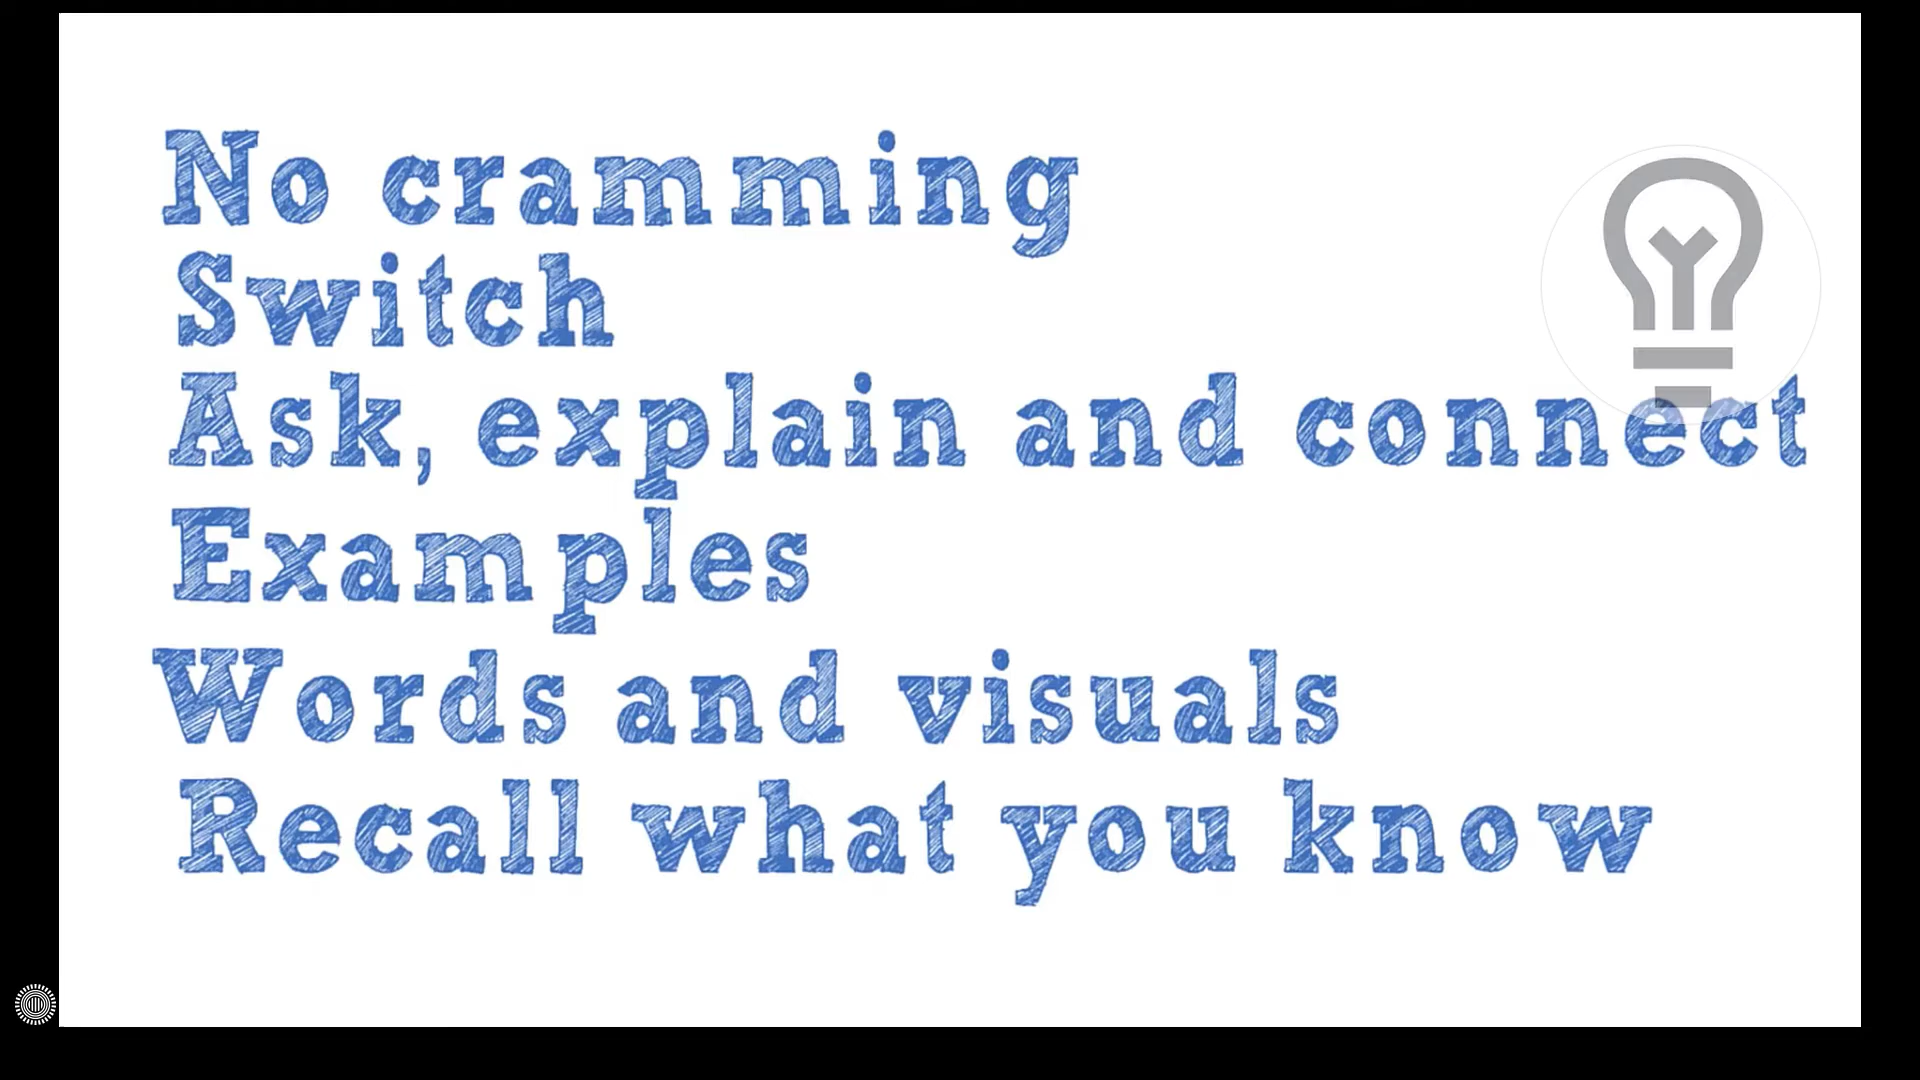 No cramming
Switch
Ask, explain and connect
Examples
Words and visuals
Recall what you know